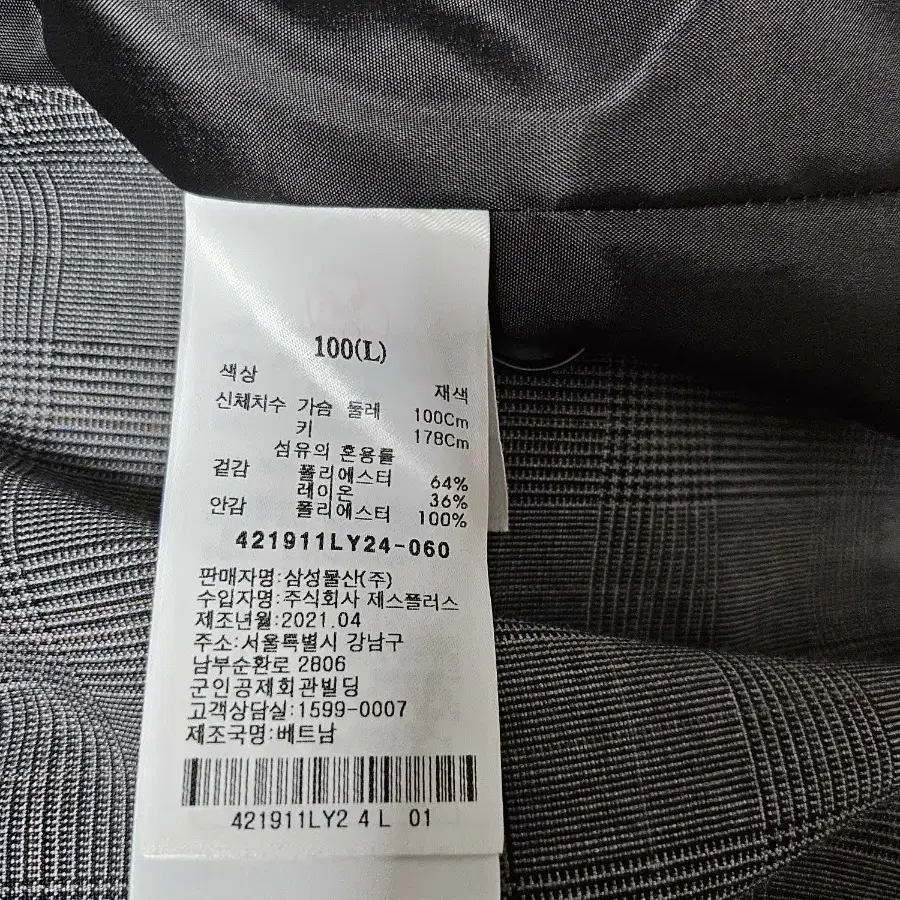 100(L)
색상 재색
신체치수 가슴 둘레 100Cm
키 178Cm
섬유의 혼용률
겉감 폴리에스터 64%
레이온 36%
안감 폴리에스터 100%
421911LY24-060
판매자명:삼성물산(주)
수입자명:주식회사 제스플러스
제조년월:2021.04
주소:서울특별시 강남구
남부순환로 2806
군인공제회관빌딩
고객상담실:1599-0007
제조국명:베트남
421911LY2 4 L 01